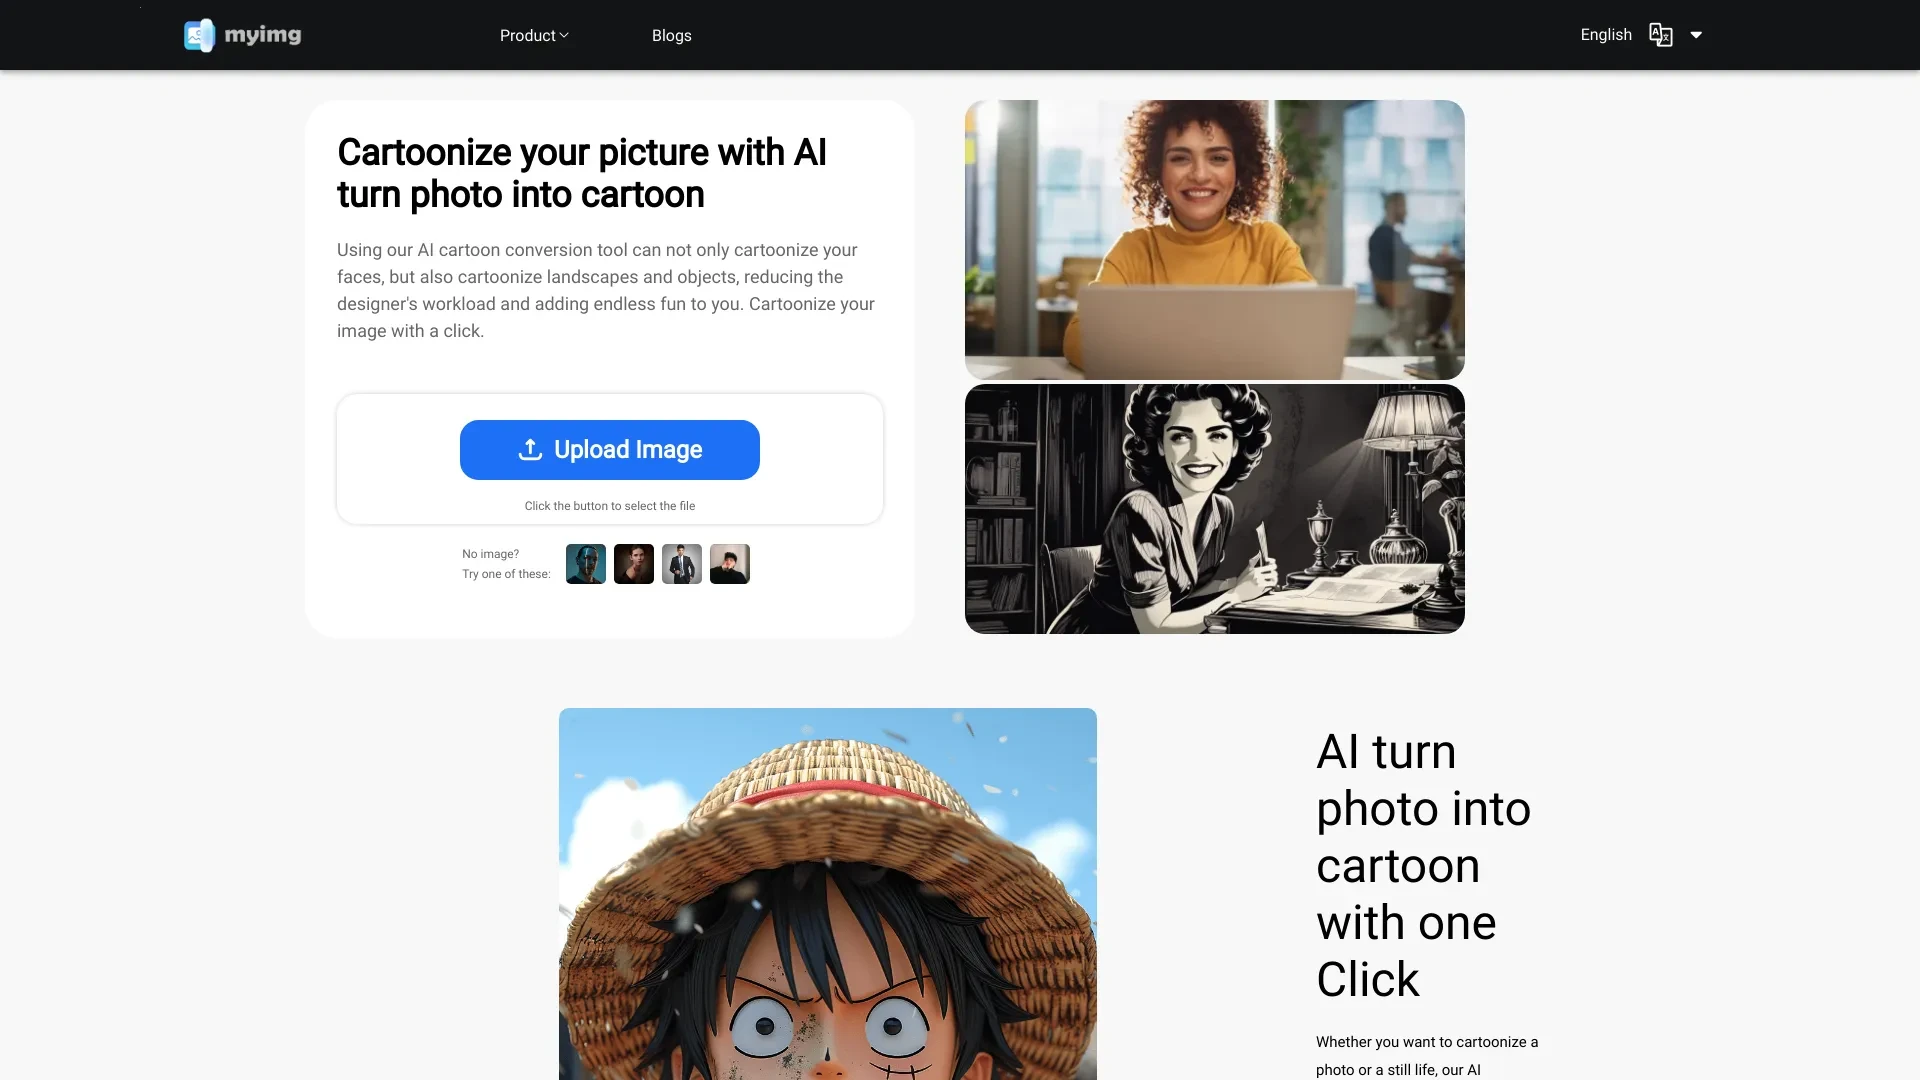 myimg
Product
Blogs
English
Cartoonize your picture with AI
turn photo into cartoon
Using our AI cartoon conversion tool can not only cartoonize your
faces, but also cartoonize landscapes and objects, reducing the
designer's workload and adding endless fun to you. Cartoonize your
image with a click.
Upload Image
Click the button to select the file
No image?
Try one of these:
AI turn
photo into
cartoon
with one
Click
Whether you want to cartoonize a
photo or a still life, our AI